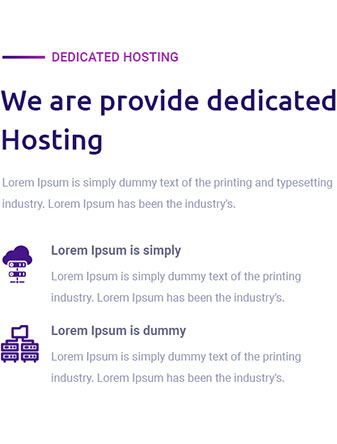 DEDICATED HOSTING
We are provide dedicated
Hosting
Lorem Ipsum is simply dummy text of the printing and typesetting
industry. Lorem Ipsum has been the industry's.
Lorem Ipsum is simply
Lorem Ipsum is simply dummy text of the printing
industry. Lorem Ipsum has been the industry's.
Lorem Ipsum is dummy
Lorem Ipsum is simply dummy text of the printing
industry. Lorem Ipsum has been the industry's.